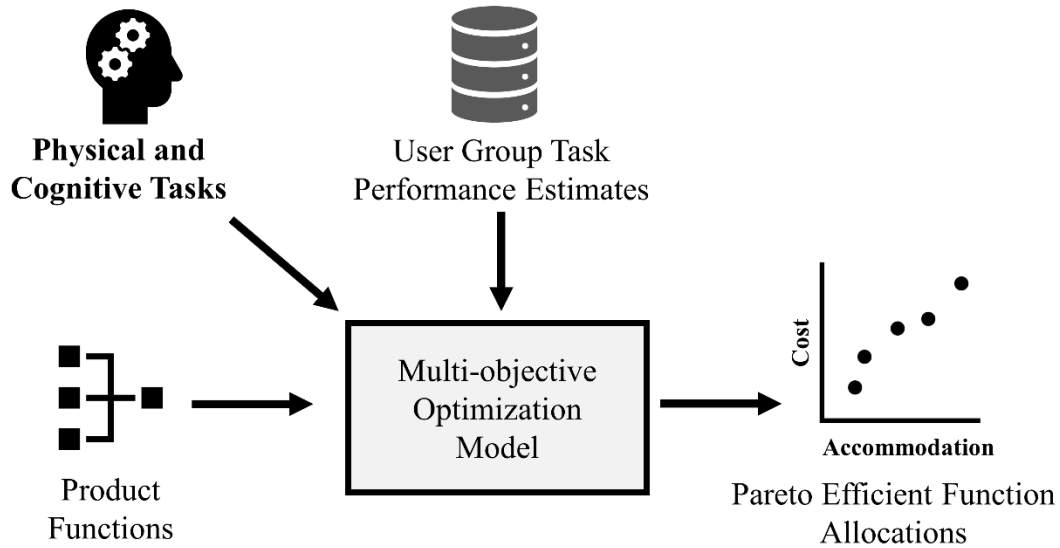 Physical and
Cognitive Tasks
User Group Task
Performance Estimates
Product
Functions
Multi-objective
Optimization
Model
Cost
Accommodation
Pareto Efficient Function
Allocations